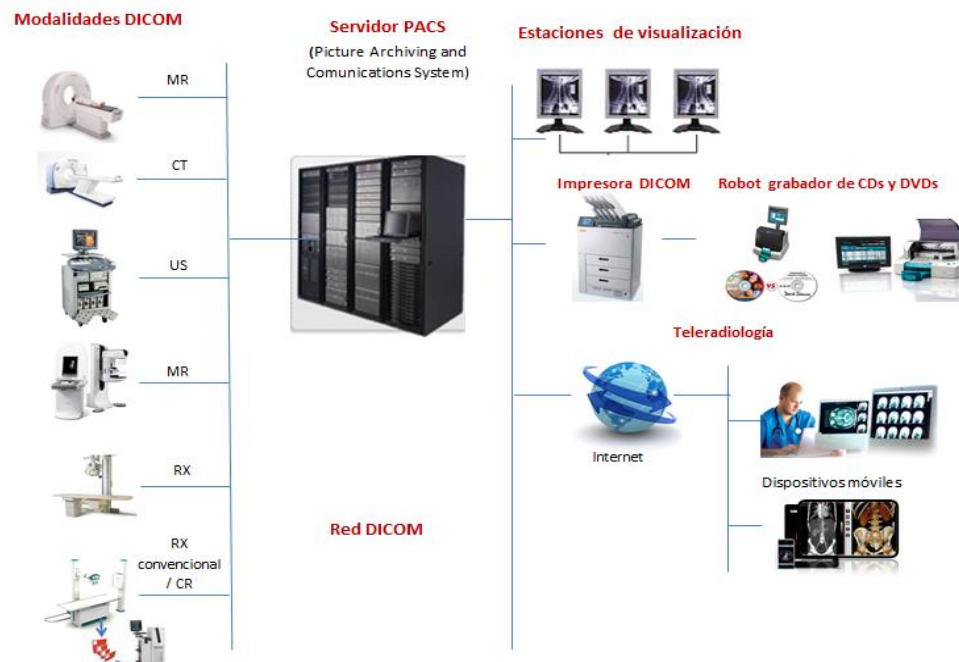 Modalidades DICOM
Servidor PACS
(Picture Archiving and
Comunications System)
Estaciones de visualización
MR
CT
US
MR
RX
RX
convencional
/ CR
Impresora DICOM
Robot grabador de CDs y DVDs
VS
Teleradiología
Internet
Dispositivos móviles
Red DICOM